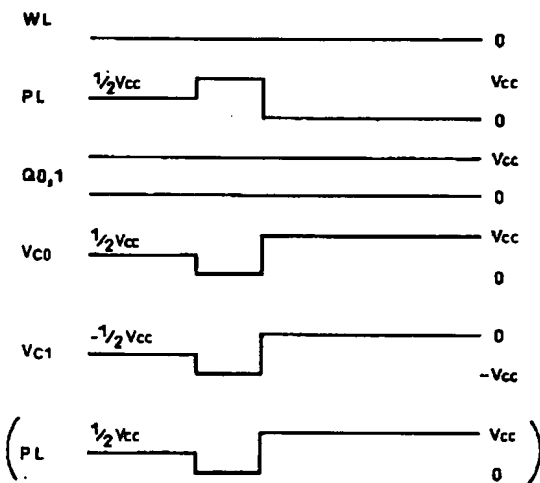 WL
0
1/2Vcc
Vcc
PL
0
Q0,1
Vcc
0
1/2Vcc
Vcc
VC0
0
-1/2Vcc
0
VC1
-Vcc
1/2Vcc
Vcc
(PL
0)